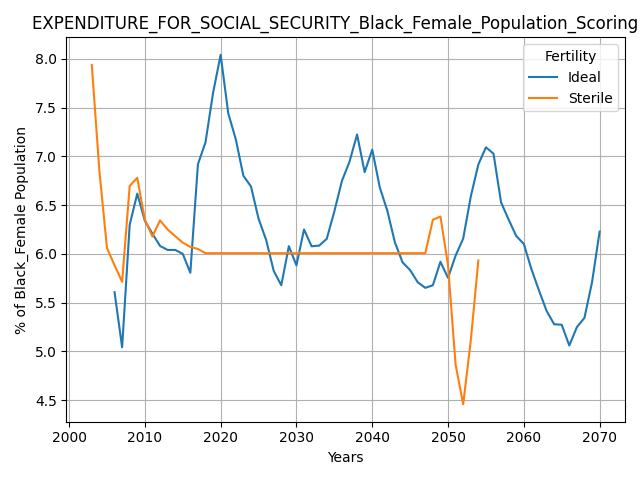 EXPENDITURE_FOR_SOCIAL_SECURITY_Black_Female_Population_Scoring
Fertility
Ideal
Sterile
% of Black_Female Population
8.0
7.5
7.0
6.5
6.0
5.5
5.0
4.5
2000 2010 2020 2030 2040 2050 2060 2070
Years